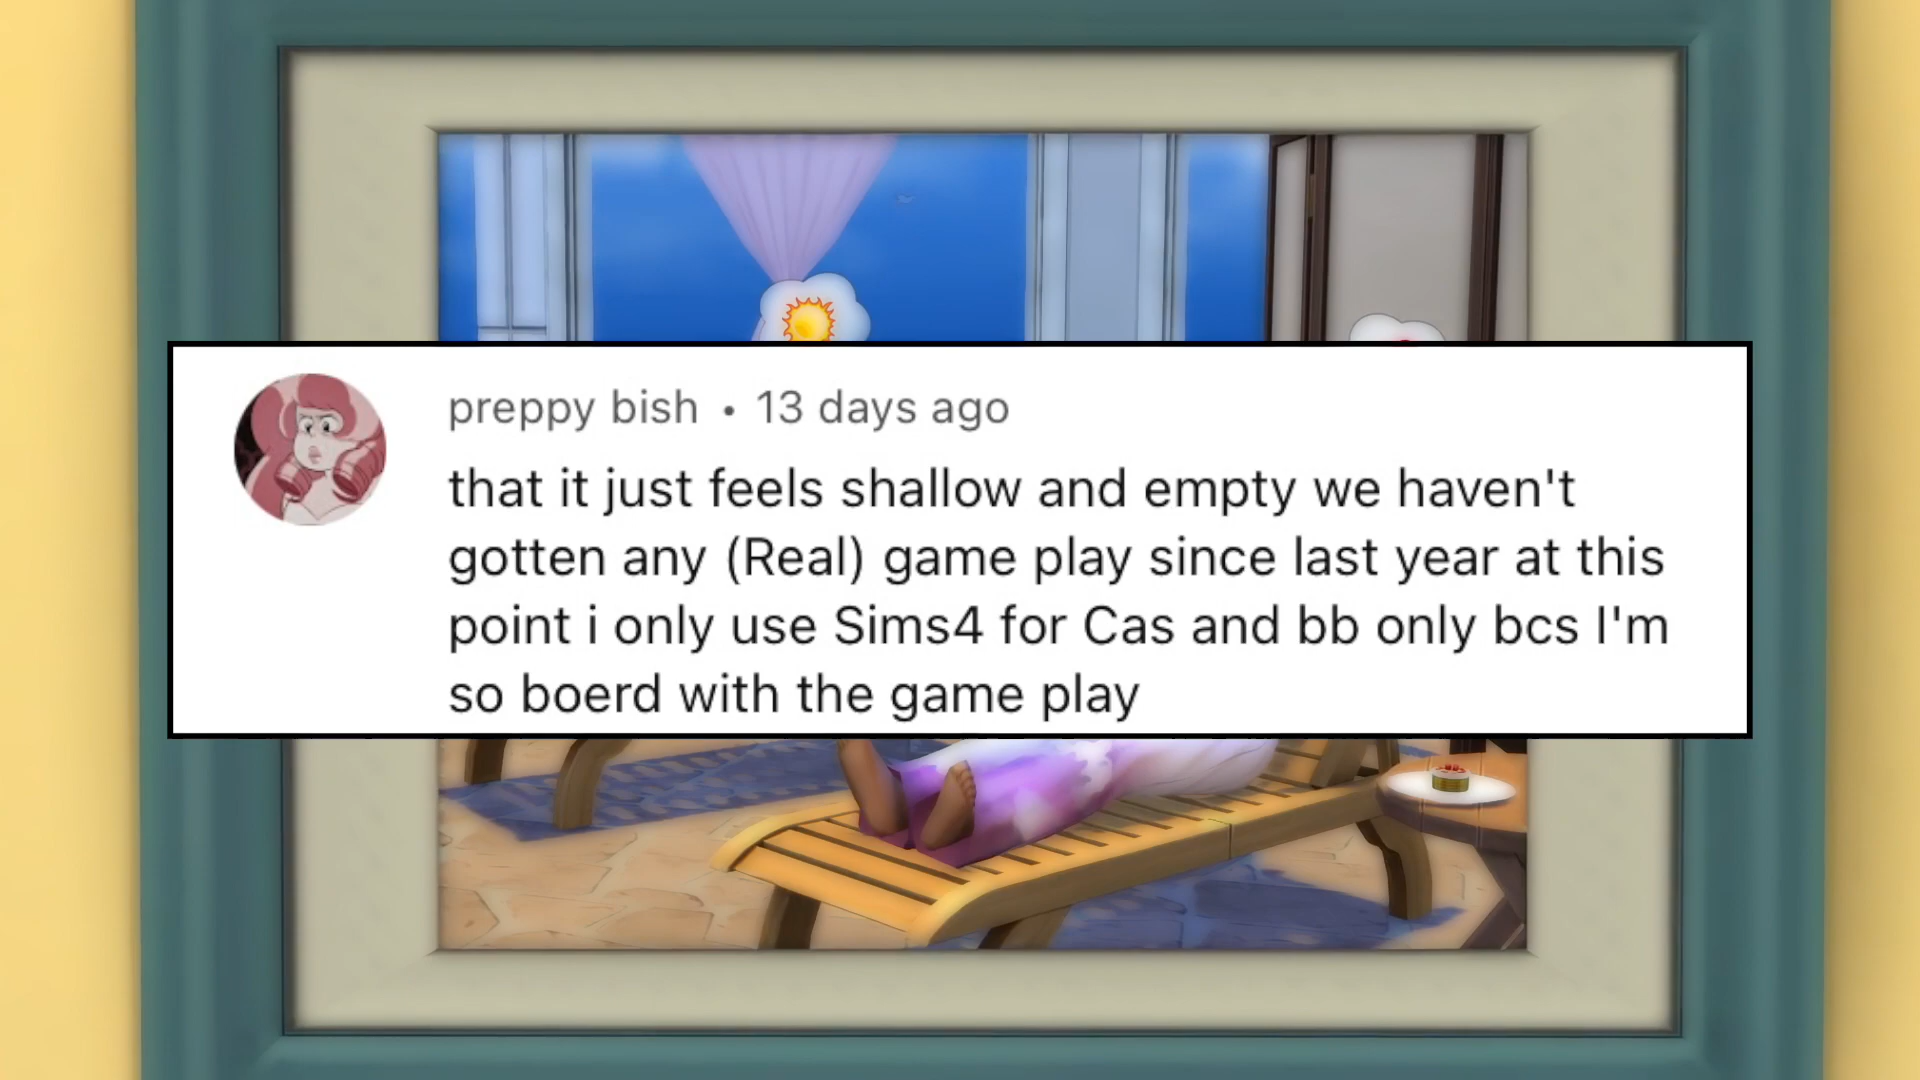 preppy bish • 13 days ago
that it just feels shallow and empty we haven't
gotten any (Real) game play since last year at this
point i only use Sims4 for Cas and bb only bcs I'm
so boerd with the game play